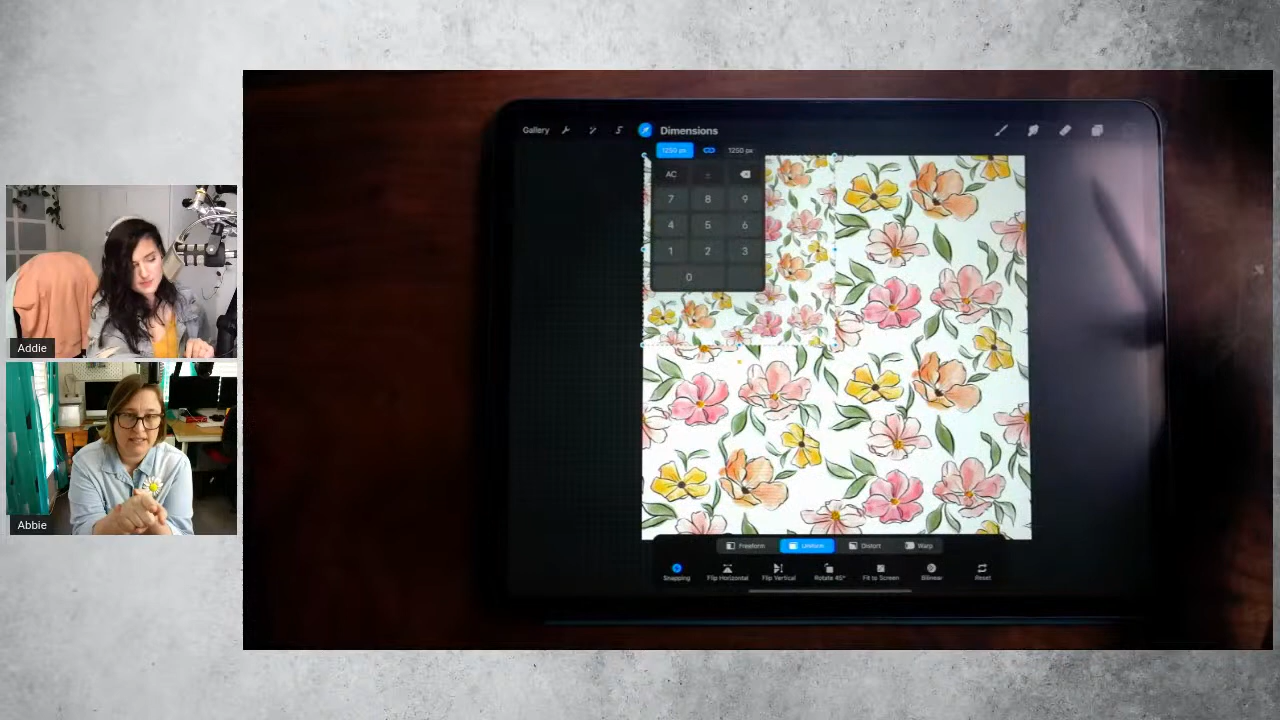 Gallery
Dimensions
1250 px
1250 px
AC
±
7 8 9
4 5 6
1 2 3
0
Addie
Abbie
Freeform
Uniform
Distort
Warp
Snapping
Flip Horizontal
Flip Vertical
Rotate 45°
Fit to Screen
Bilinear
Reset